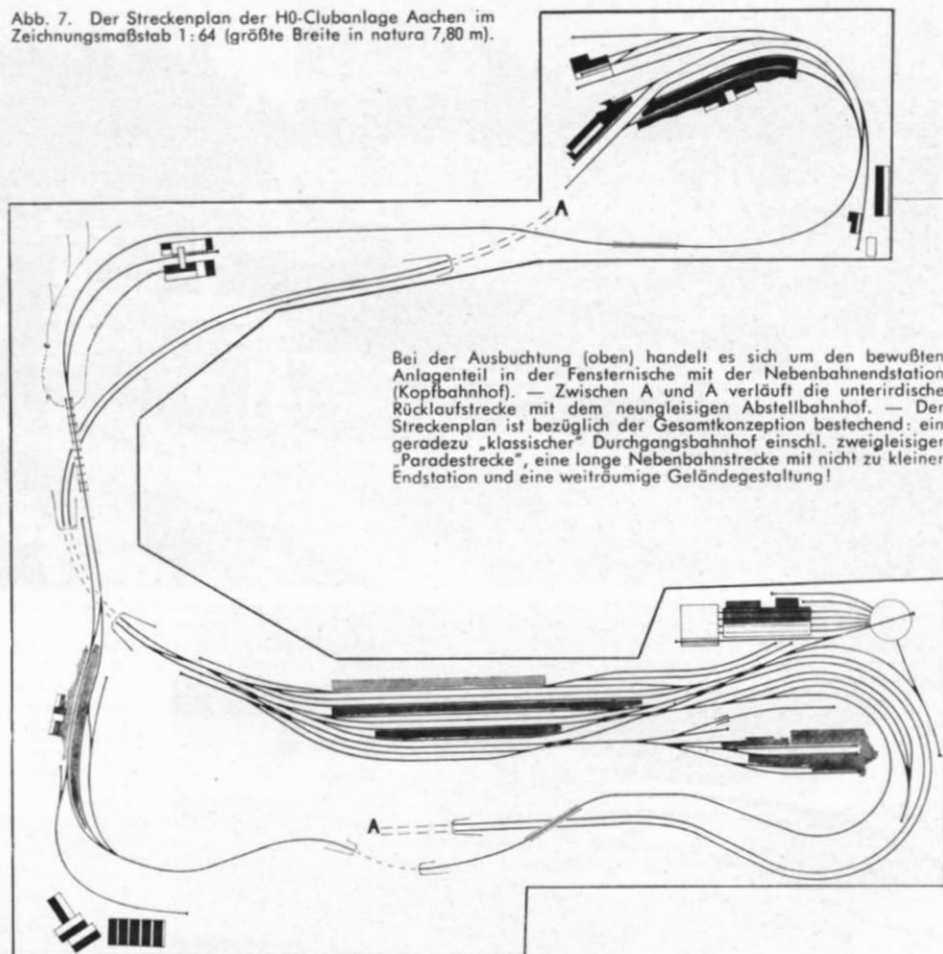 Abb. 7. Der Streckenplan der H0-Clubanlage Aachen im
Zeichnungsmaßstab 1:64 (größte Breite in natura 7,80 m).
A
Bei der Ausbuchtung (oben) handelt es sich um den bewußten
Anlagenteil in der Fensternische mit der Nebenbahnendstation
(Kopfbahnhof). — Zwischen A und A verläuft die unterirdische
Rücklaufstrecke mit dem neungleisigen Abstellbahnhof. — Der
Streckenplan ist bezüglich der Gesamtkonzeption bestechend: ein
geradezu „klassischer" Durchgangsbahnhof einschl. zweigleisiger
„Paradestrecke", eine lange Nebenbahnstrecke mit nicht zu kleiner
Endstation und eine weiträumige Geländegestaltung!
A